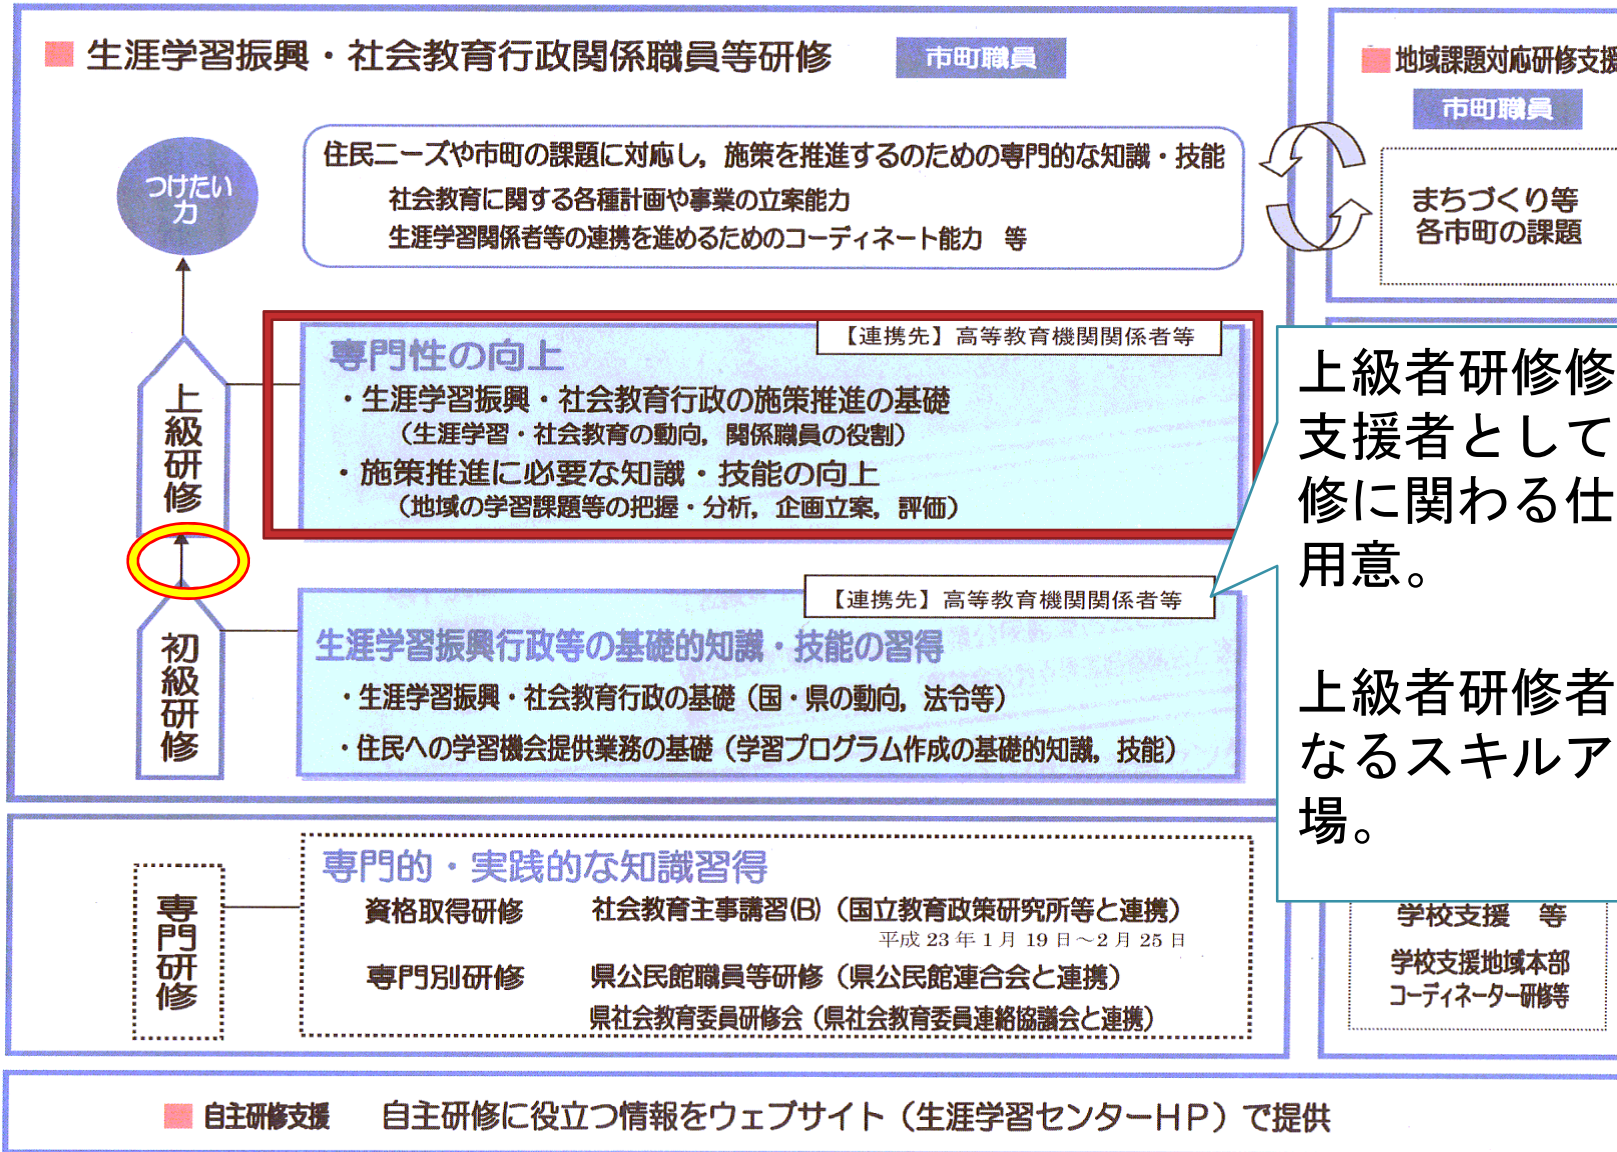 ■ 生涯学習振興・社会教育行政関係職員等研修
市町職員
つけたい
力
住民ニーズや市町の課題に対応し，施策を推進するのための専門的な知識・技能
社会教育に関する各種計画や事業の立案能力
生涯学習関係者等の連携を進めるためのコーディネート能力　等
上級研修
【連携先】高等教育機関関係者等
専門性の向上
・生涯学習振興・社会教育行政の施策推進の基礎
（生涯学習・社会教育の動向，関係職員の役割）
・施策推進に必要な知識・技能の向上
（地域の学習課題等の把握・分析，企画立案，評価）
初級研修
【連携先】高等教育機関関係者等
生涯学習振興行政等の基礎的知識・技能の習得
・生涯学習振興・社会教育行政の基礎（国・県の動向，法令等）
・住民への学習機会提供業務の基礎（学習プログラム作成の基礎的知識，技能）
専門研修
専門的・実践的な知識習得
資格取得研修　社会教育主事講習(B)（国立教育政策研究所等と連携）
平成 23 年 1 月 19 日～2 月 25 日
専門別研修　県公民館職員等研修（県公民館連合会と連携）
県社会教育委員研修会（県社会教育委員連絡協議会と連携）
■ 地域課題対応研修支援
市町職員
まちづくり等
各市町の課題
上級者研修修
支援者として
修に関わる仕
用意。
上級者研修者
なるスキルア
場。
学校支援　等
学校支援地域本部
コーディネーター研修等
■ 自主研修支援　自主研修に役立つ情報をウェブサイト（生涯学習センターHP）で提供